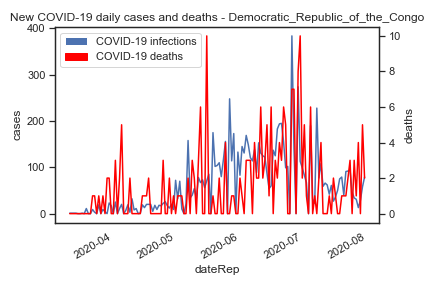 New COVID-19 daily cases and deaths - Democratic_Republic_of_the_Congo
COVID-19 infections
COVID-19 deaths
400
300
200
100
0
cases
10
8
6
4
2
0
deaths
2020-04
2020-05
2020-06
2020-07
2020-08
dateRep